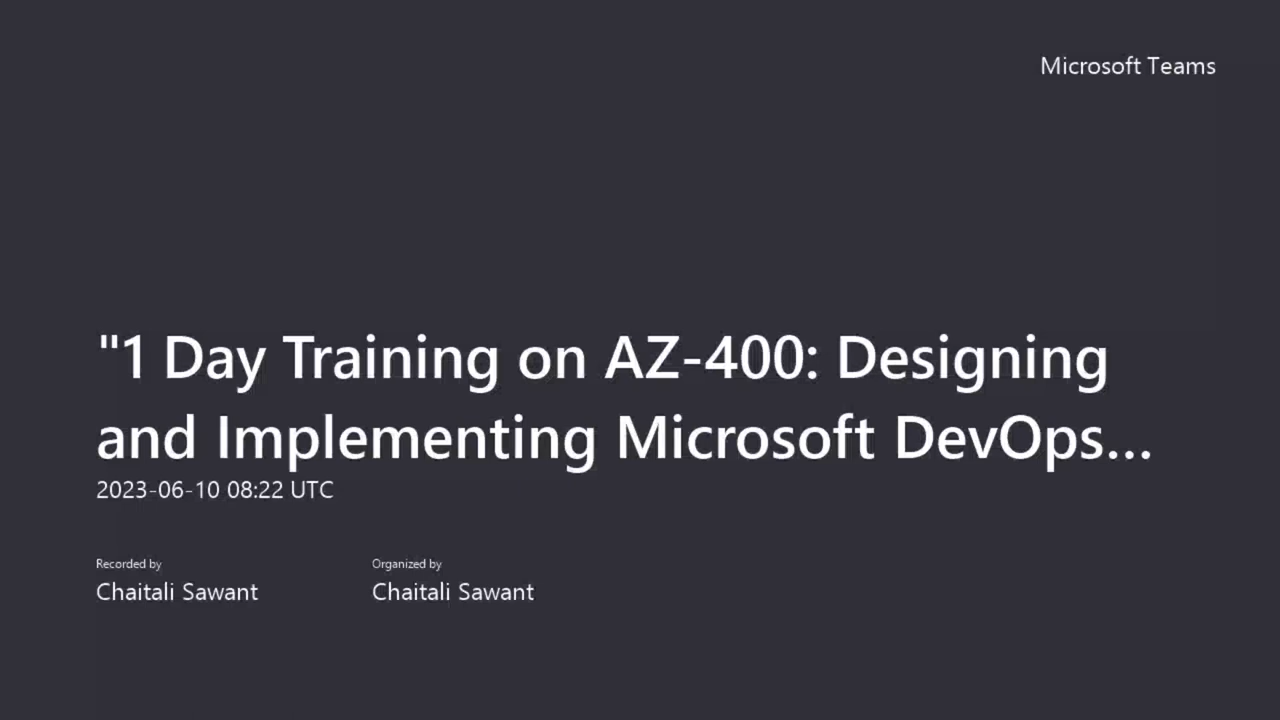 Microsoft Teams
"1 Day Training on AZ-400: Designing
and Implementing Microsoft DevOps...
2023-06-10 08:22 UTC
Recorded by
Chaitali Sawant
Organized by
Chaitali Sawant